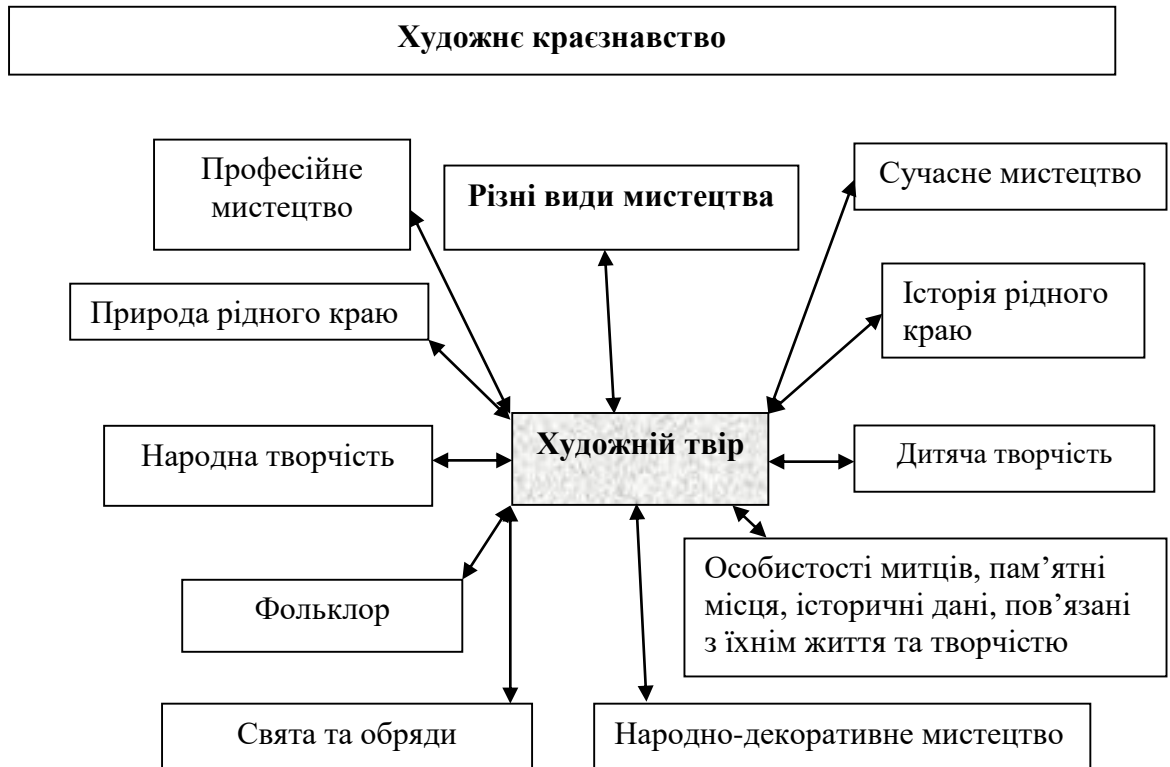 Художнє краєзнавство
Професійне
мистецтво
Різні види мистецтва
Сучасне мистецтво
Природа рідного краю
Історія рідного
краю
Народна творчість
Художній твір
Дитяча творчість
Фольклор
Особистості митців, пам’ятні
місця, історичні дані, пов’язані
з їхнім життя та творчістю
Свята та обряди
Народно-декоративне мистецтво